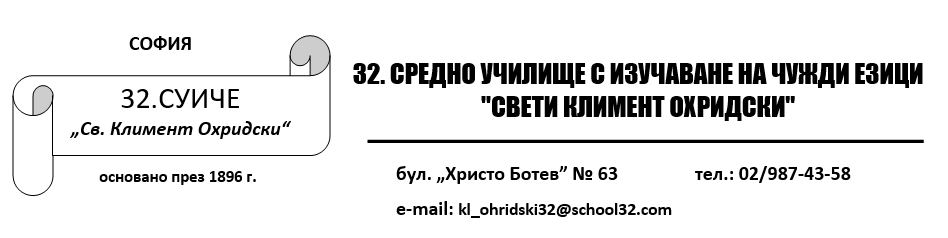 СОФИЯ
32.СУИЧЕ
„Св. Климент Охридски“
основано през 1896 г.
32. СРЕДНО УЧИЛИЩЕ С ИЗУЧАВАНЕ НА ЧУЖДИ ЕЗИЦИ
"СВЕТИ КЛИМЕНТ ОХРИДСКИ"
бул. „Христо Ботев” № 63 тел.: 02/987-43-58
e-mail: kl_ohridski32@school32.com